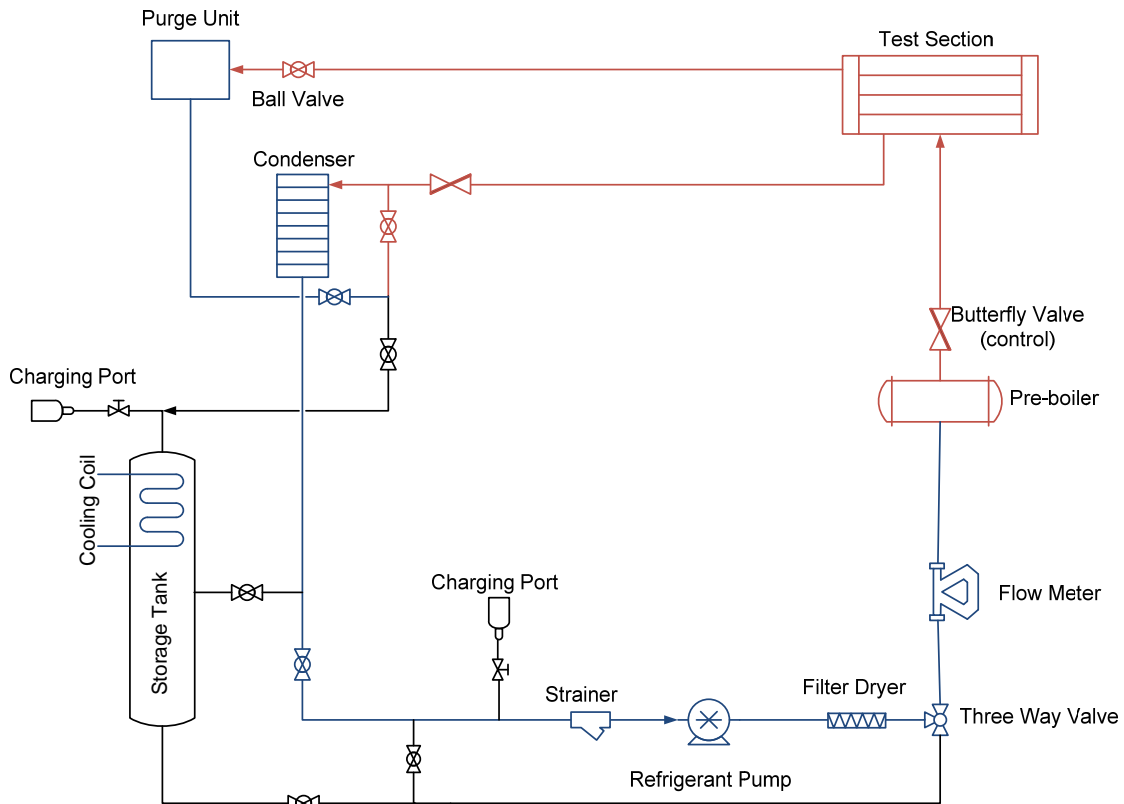 Purge Unit
Test Section
Ball Valve
Condenser
Butterfly Valve
(control)
Charging Port
Pre-boiler
Cooling Coil
Storage Tank
Charging Port
Flow Meter
Strainer
Filter Dryer
Three Way Valve
Refrigerant Pump